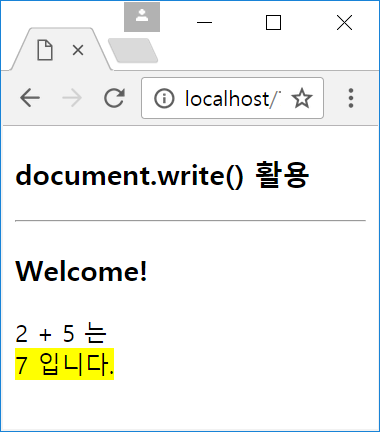 localhost/
document.write() 활용
Welcome!
2 + 5 는
7 입니다.